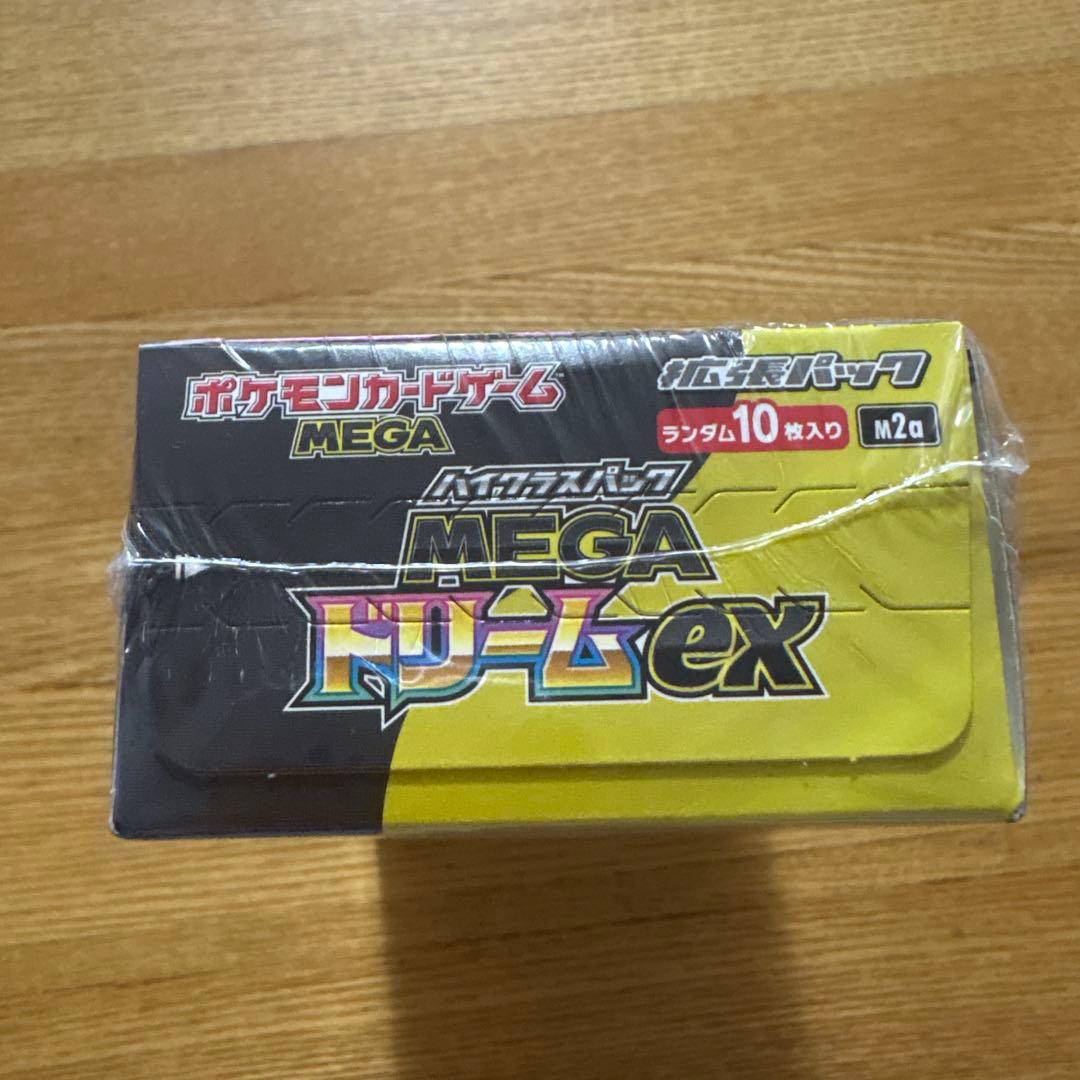 ポケモンカードゲーム™
MEGA
拡張パック
ランダム10枚入り
M2a
ハイクラスパック
MEGA
ドリームex